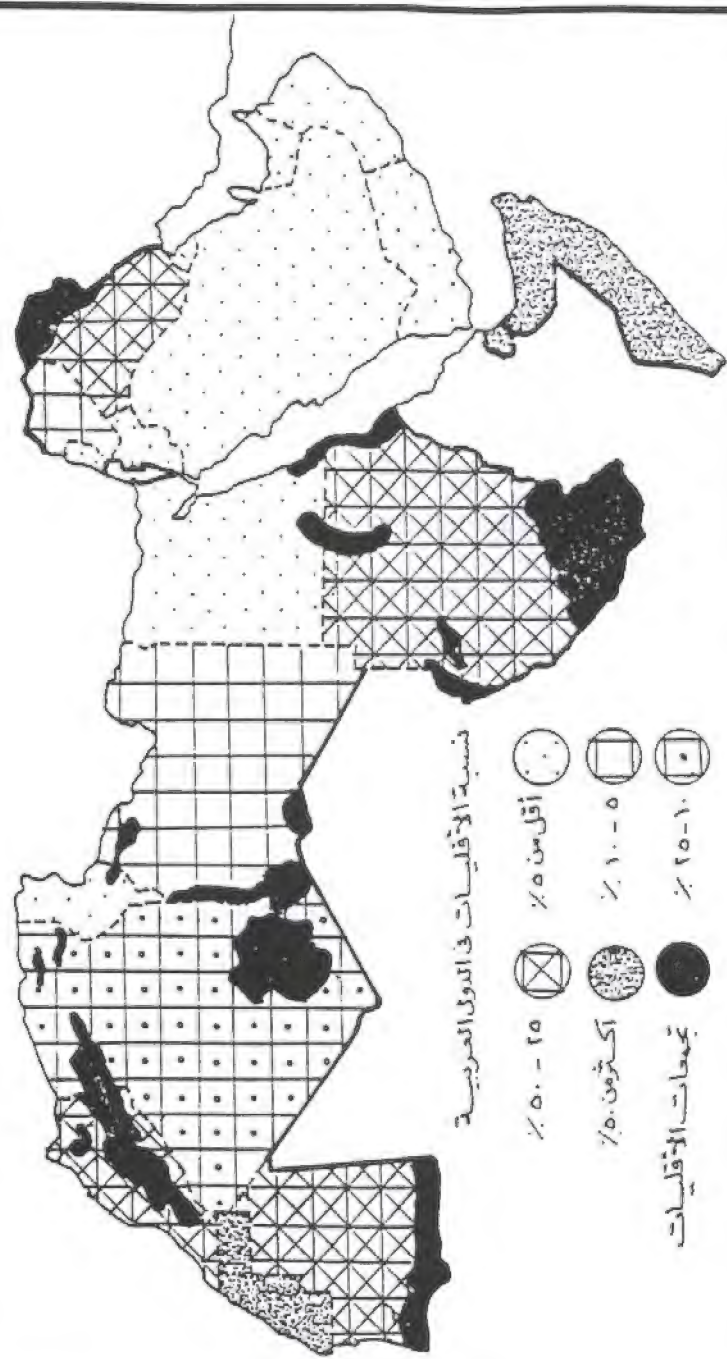 نسبة الأقليات في الدول العربية
أقل من ٥٪
٥ - ١٠٪
١٠-٢٥٪
٢٥ - ٥٠٪
أكثر من ٥٠٪
تجمعات الأقليات